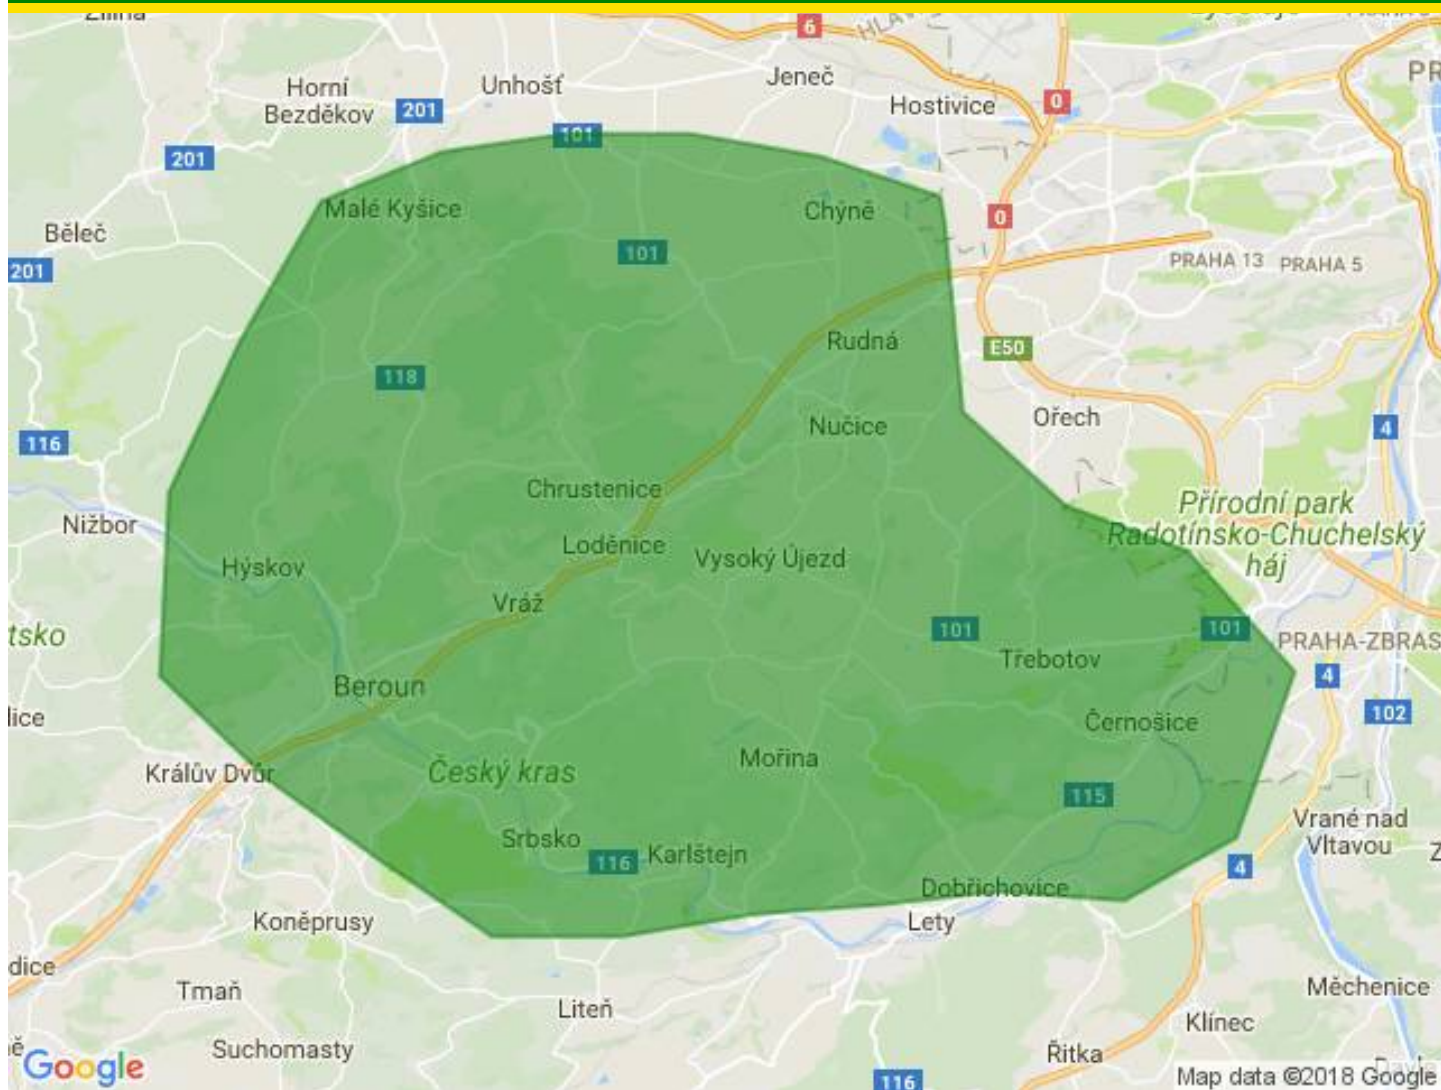 6
Jeneč
Unhošť
Horní
Bezděkov
201
Hostivice
0
101
201
Malé Kyšice
Chýně
0
Běleč
101
PRAHA 13
PRAHA 5
201
Rudná
E50
118
Ořech
Nučice
4
116
Chrustenice
Přírodní park
Radotínsko-Chuchelský
háj
Nižbor
Loděnice
Vysoký Újezd
Hýskov
Vráž
101
101
tsko
PRAHA-ZBRAS
Třebotov
4
Beroun
lice
102
Černošice
Mořina
Králův Dvůr
Český kras
115
Vrané nad
Vltavou
Srbsko
116
Karlštejn
4
Dobřichovice
Koněprusy
Lety
dice
Tmaň
Měchenice
Liteň
Klínec
Suchomasty
Řitka
Google
116
Map data ©2018 Google